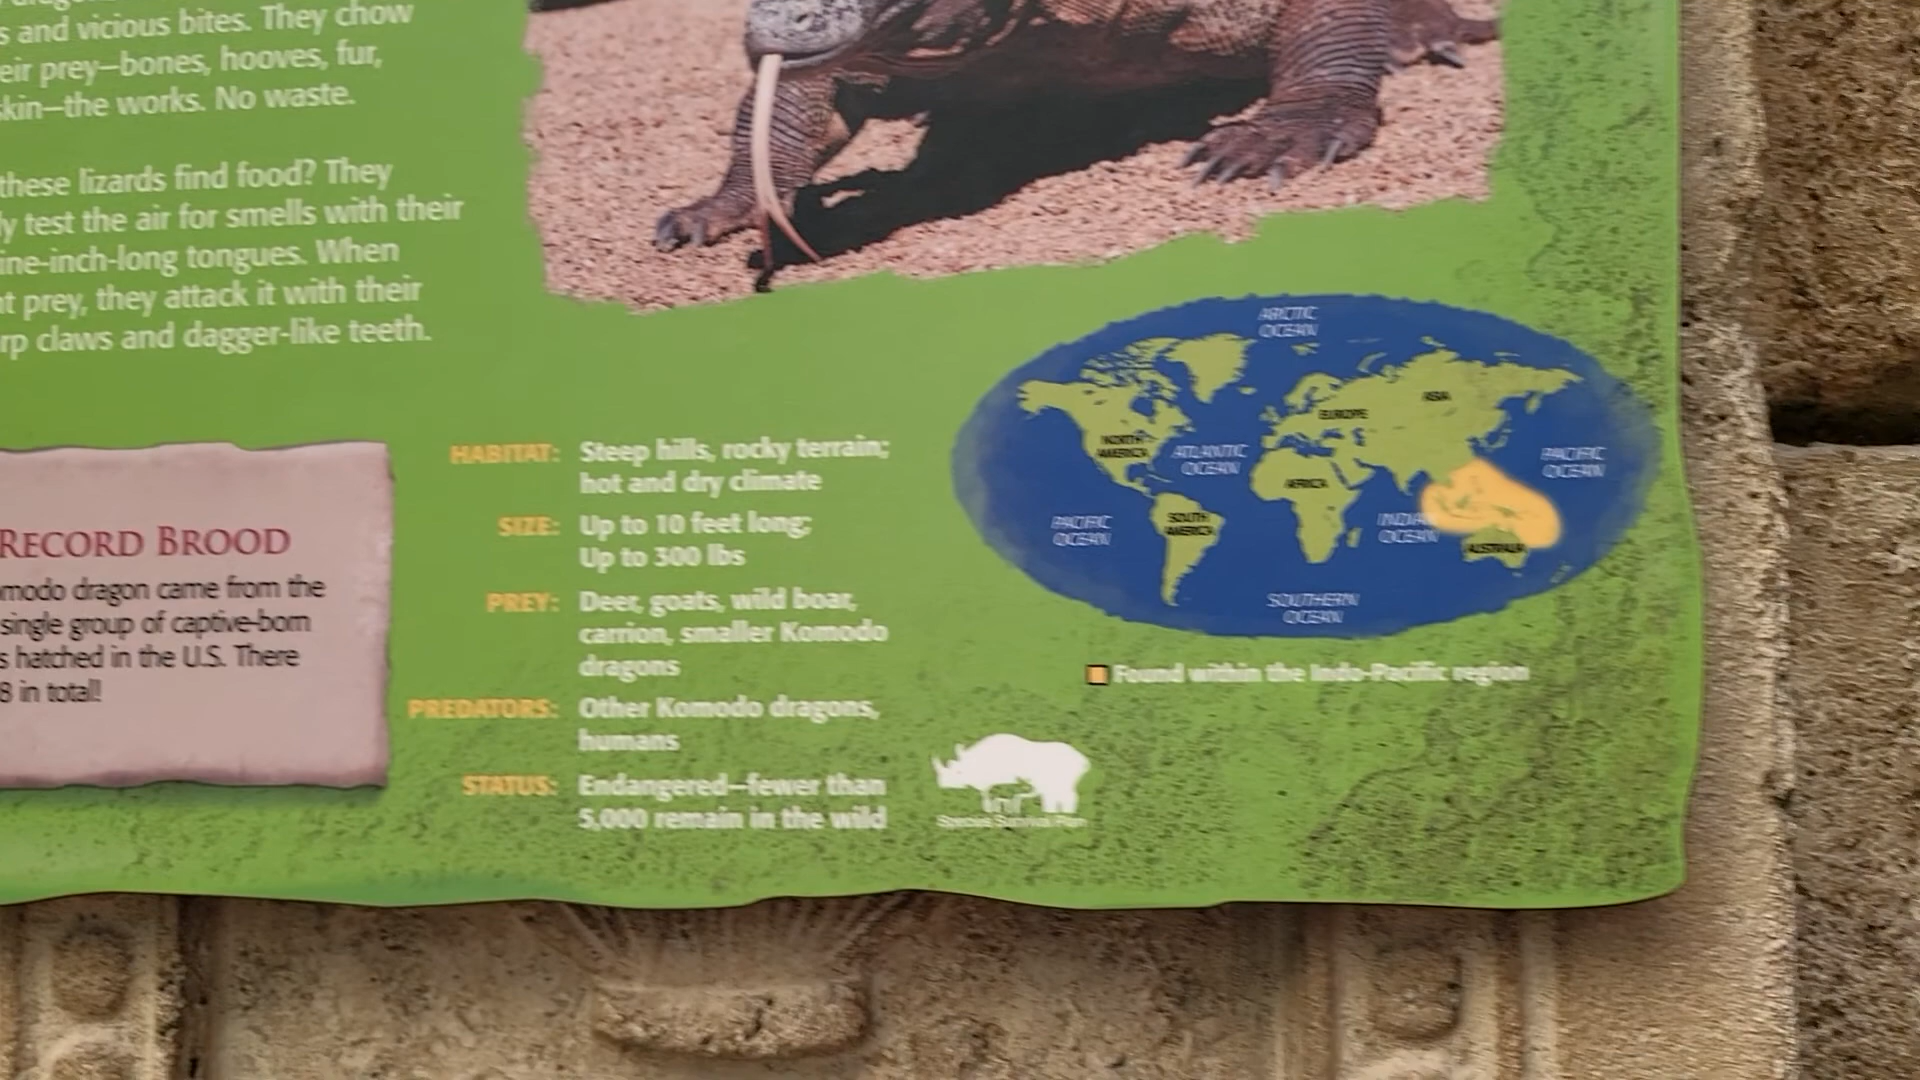 s and vicious bites. They chow
eir prey—bones, hooves, fur,
skin—the works. No waste.
these lizards find food? They
ly test the air for smells with their
ine-inch-long tongues. When
t prey, they attack it with their
rp claws and dagger-like teeth.
RECORD BROOD
modo dragon came from the
single group of captive-born
s hatched in the U.S. There
8 in total!
HABITAT: Steep hills, rocky terrain;
hot and dry climate
SIZE: Up to 10 feet long;
Up to 300 lbs
PREY: Deer, goats, wild boar,
carrion, smaller Komodo
dragons
PREDATORS: Other Komodo dragons,
humans
STATUS: Endangered—fewer than
5,000 remain in the wild
Species Survival Plan
ARCTIC
OCEAN
NORTH
AMERICA
ATLANTIC
OCEAN
EUROPE
ASIA
PACIFIC
OCEAN
AFRICA
PACIFIC
OCEAN
SOUTH
AMERICA
INDIAN
OCEAN
AUSTRALIA
SOUTHERN
OCEAN
Found within the Indo-Pacific region